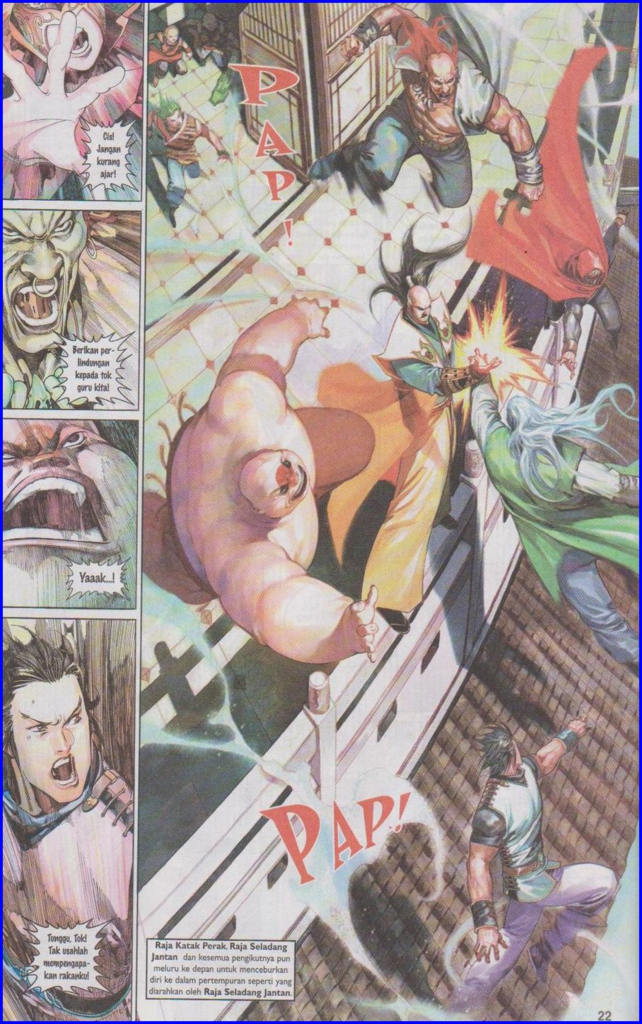 Cis!
Jangan
kurang
ajar!
PAP!
Berikan per-
lindungan
kepada tok
guru kita!
Yaaak...!
Tunggu, Tok!
Tak usahlah
mempengapa-
kan rakanku!
PAP!
Raja Katak Perak, Raja Seladang
Jantan dan kesemua pengikutnya pun
meluru ke depan untuk menceburkan
diri ke dalam pertempuran seperti yang
diarahkan oleh Raja Seladang Jantan.
22